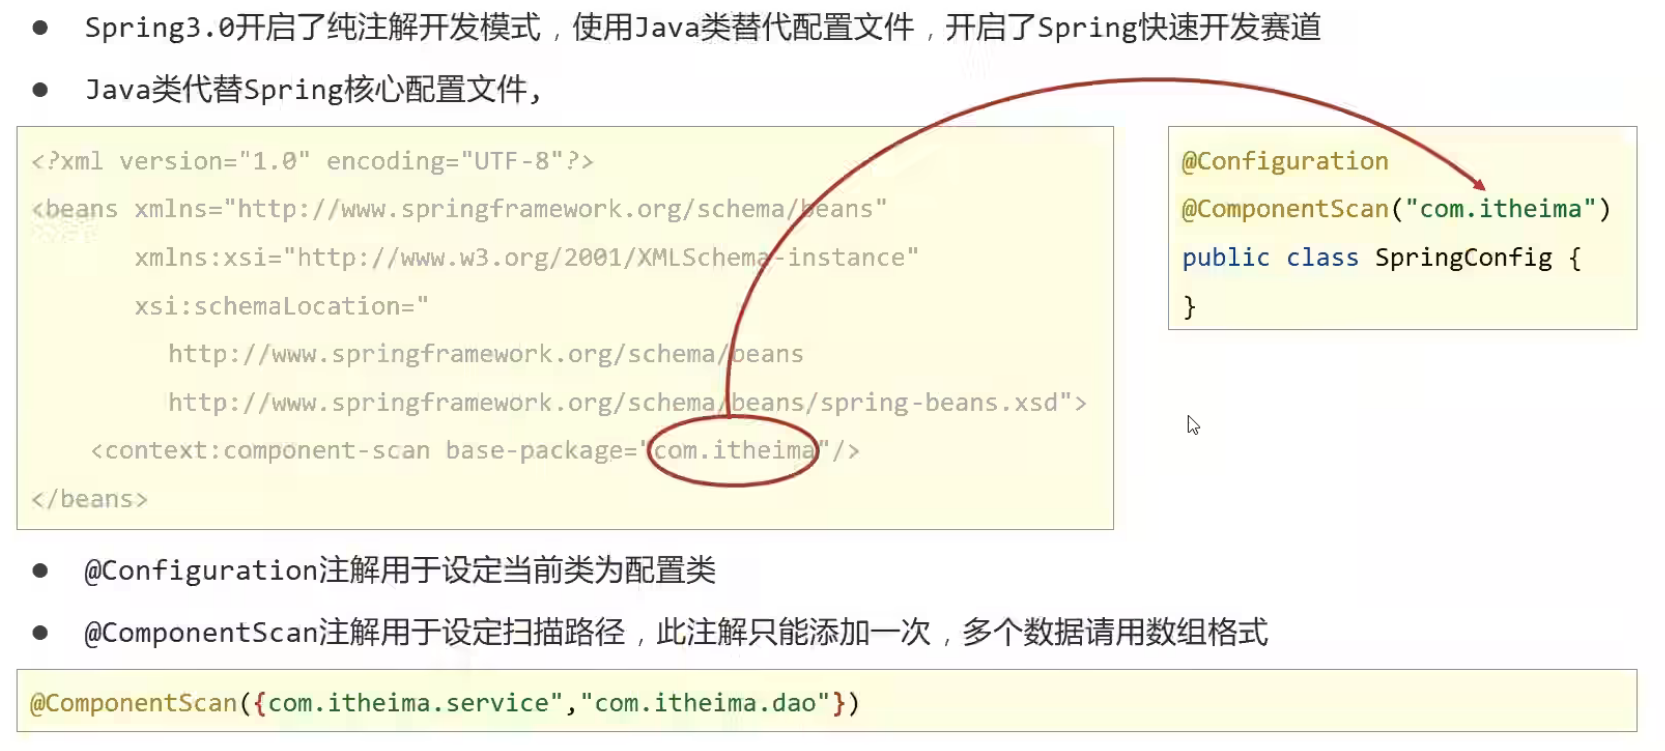 ● Spring3.0开启了纯注解开发模式，使用Java类替代配置文件，开启了Spring快速开发赛道
● Java类代替Spring核心配置文件,
<?xml version="1.0" encoding="UTF-8"?>
<beans xmlns="http://www.springframework.org/schema/beans"
xmlns:xsi="http://www.w3.org/2001/XMLSchema-instance"
xsi:schemaLocation="
http://www.springframework.org/schema/beans
http://www.springframework.org/schema/beans/spring-beans.xsd">
<context:component-scan base-package="com.itheima"/>
</beans>
@Configuration
@ComponentScan("com.itheima")
public class SpringConfig {
}
● @Configuration注解用于设定当前类为配置类
● @ComponentScan注解用于设定扫描路径，此注解只能添加一次，多个数据请用数组格式
@ComponentScan({com.itheima.service","com.itheima.dao"})